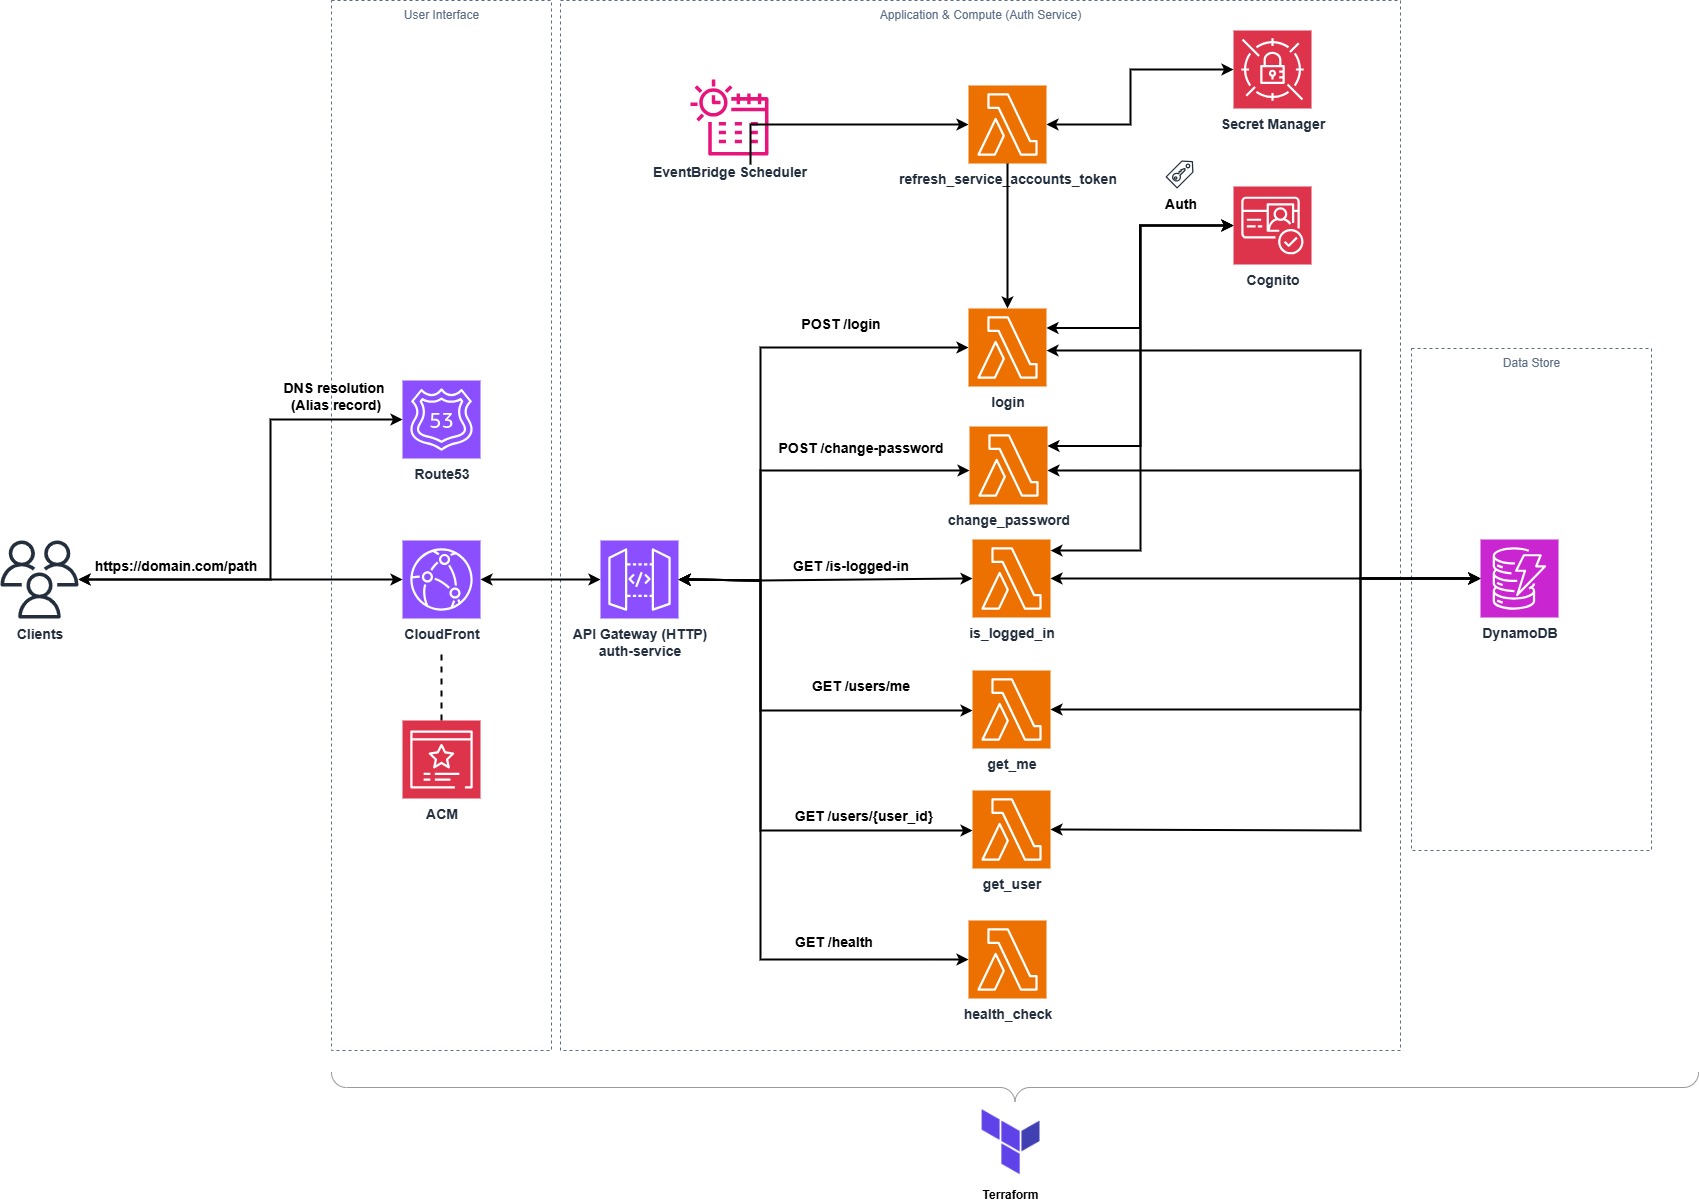 User Interface
Application & Compute (Auth Service)
Secret Manager
EventBridge Scheduler
refresh_service_accounts_token
Auth
Cognito
POST /login
login
Data Store
DNS resolution
(Alias record)
53
Route53
POST /change-password
change_password
https://domain.com/path
Clients
CloudFront
</>
API Gateway (HTTP)
auth-service
GET /is-logged-in
is_logged_in
DynamoDB
GET /users/me
get_me
ACM
GET /users/{user_id}
get_user
GET /health
health_check
Terraform